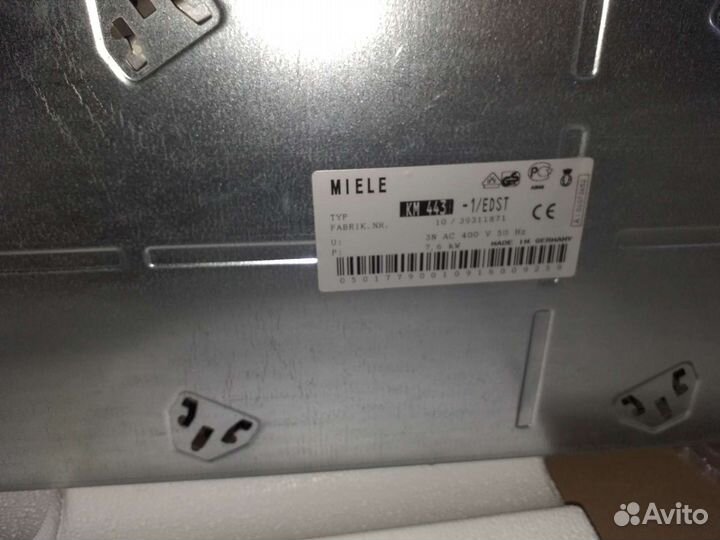 MIELE
TYP KM 443 -1/EDST
FABRIK.NR. 10/39311871
U: 3N AC 400 V 50 Hz
P: 7,6 kW MADE IN GERMANY
CE
Avito